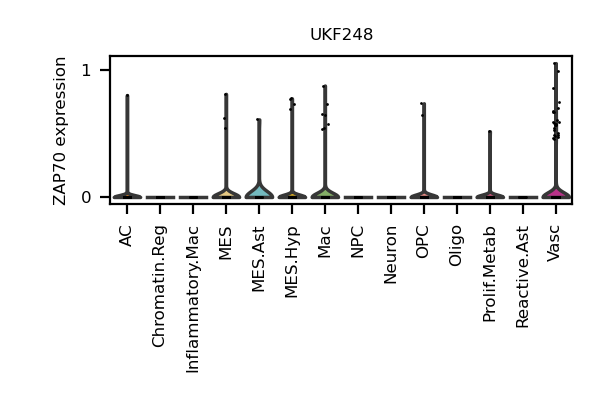 UKF248
ZAP70 expression
1
0
AC
Chromatin.Reg
Inflammatory.Mac
MES
MES.Ast
MES.Hyp
Mac
NPC
Neuron
OPC
Oligo
Prolif.Metab
Reactive.Ast
Vasc